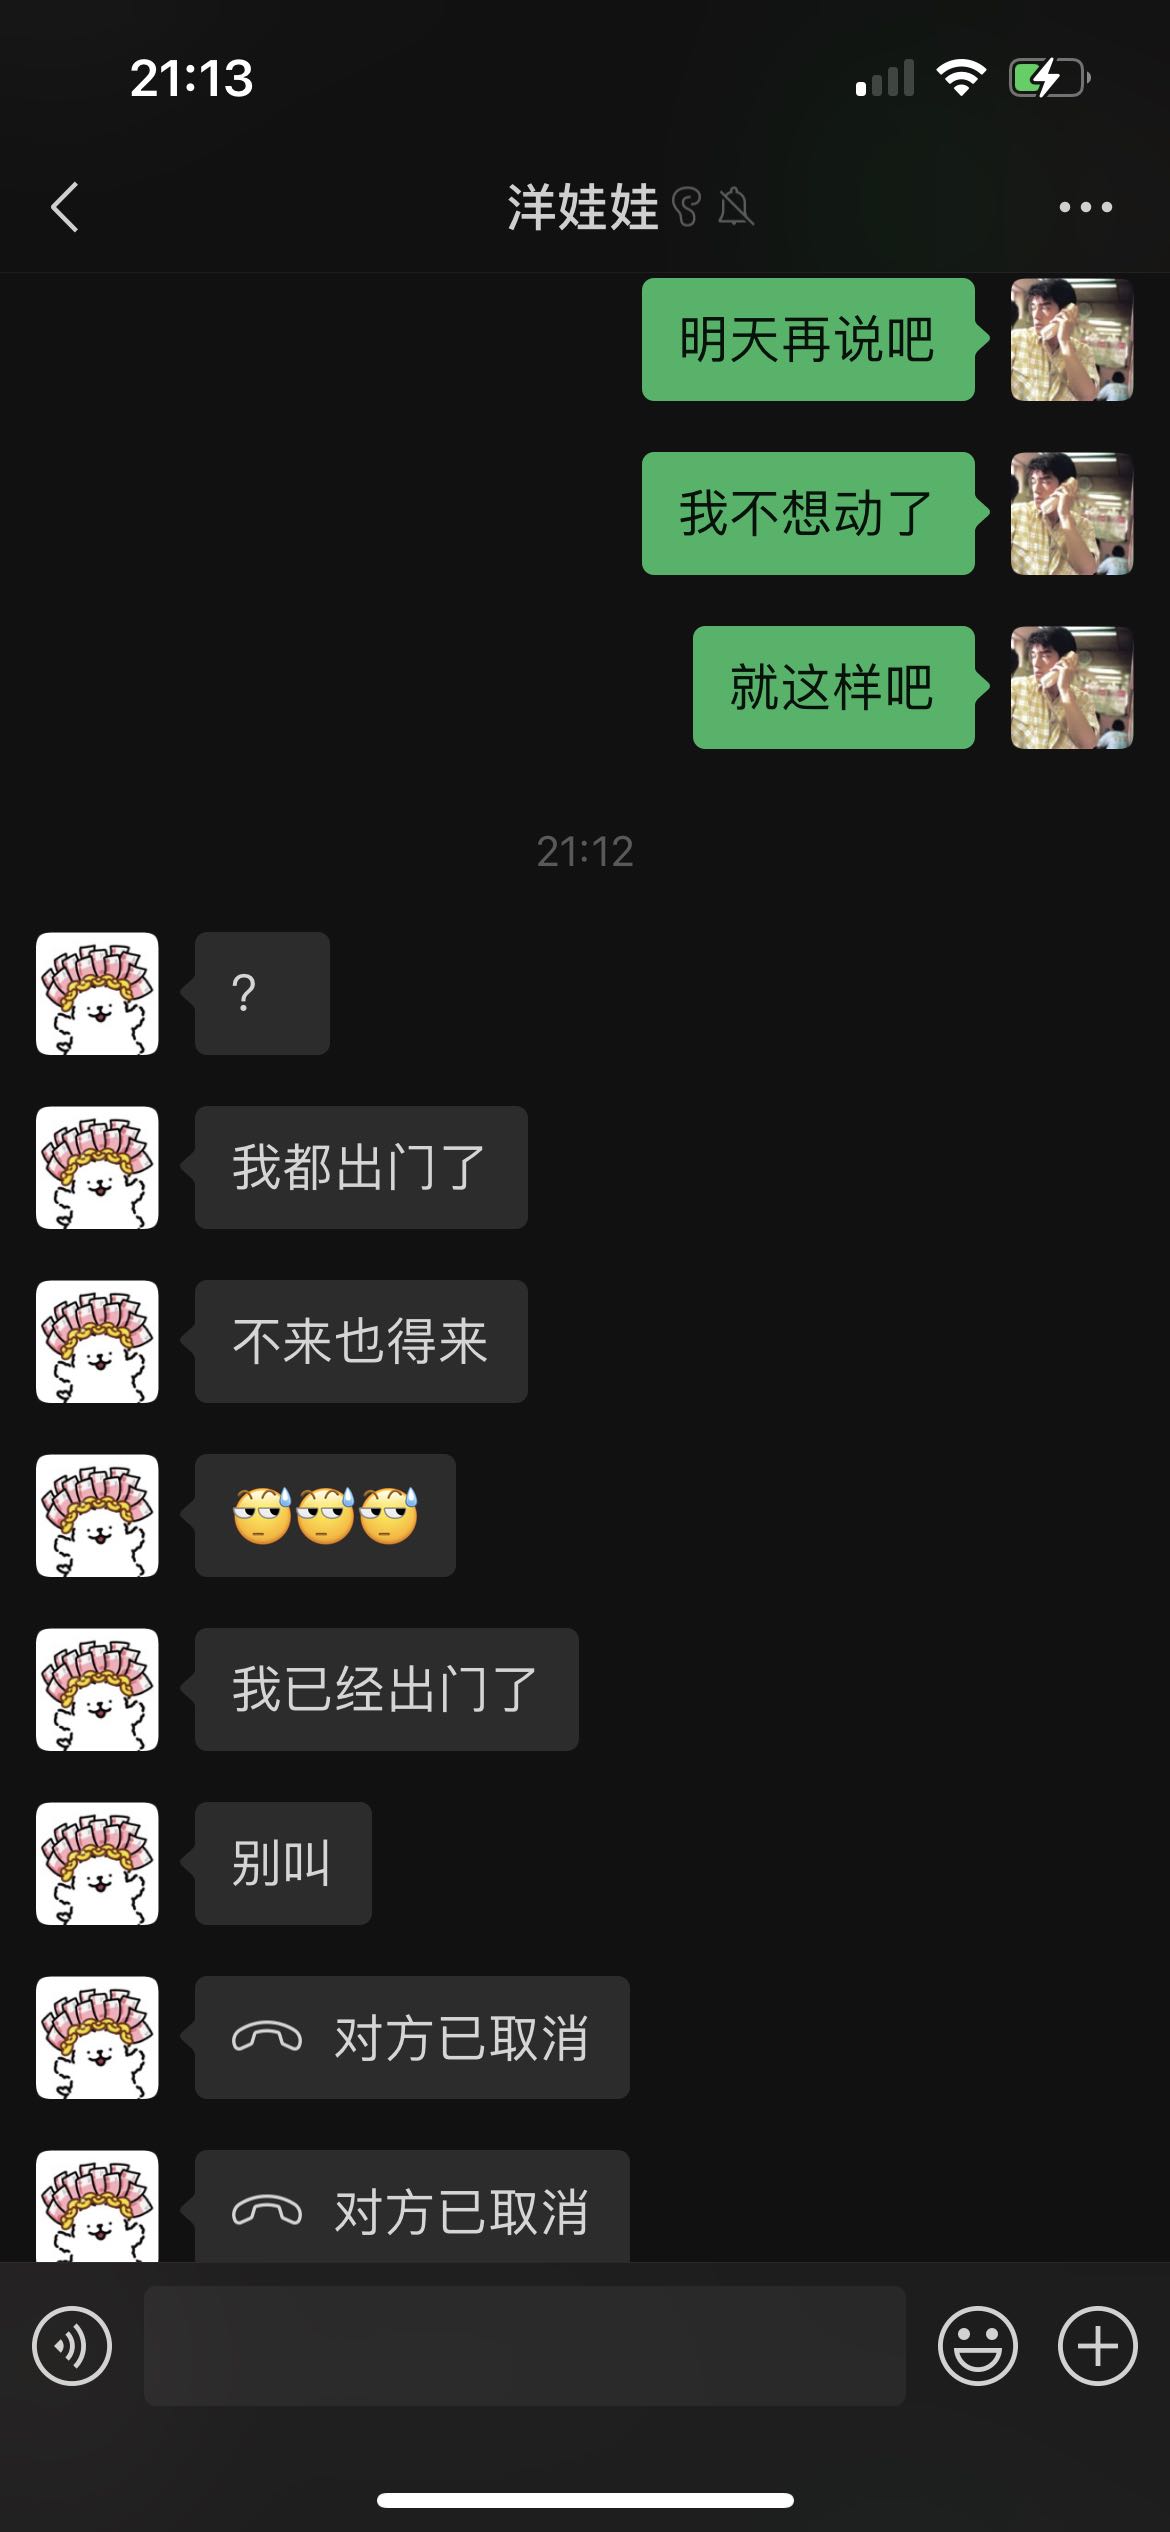 21:13
洋娃娃
明天再说吧
我不想动了
就这样吧
21:12
?
我都出门了
不来也得来
我已经出门了
别叫
对方已取消
对方已取消